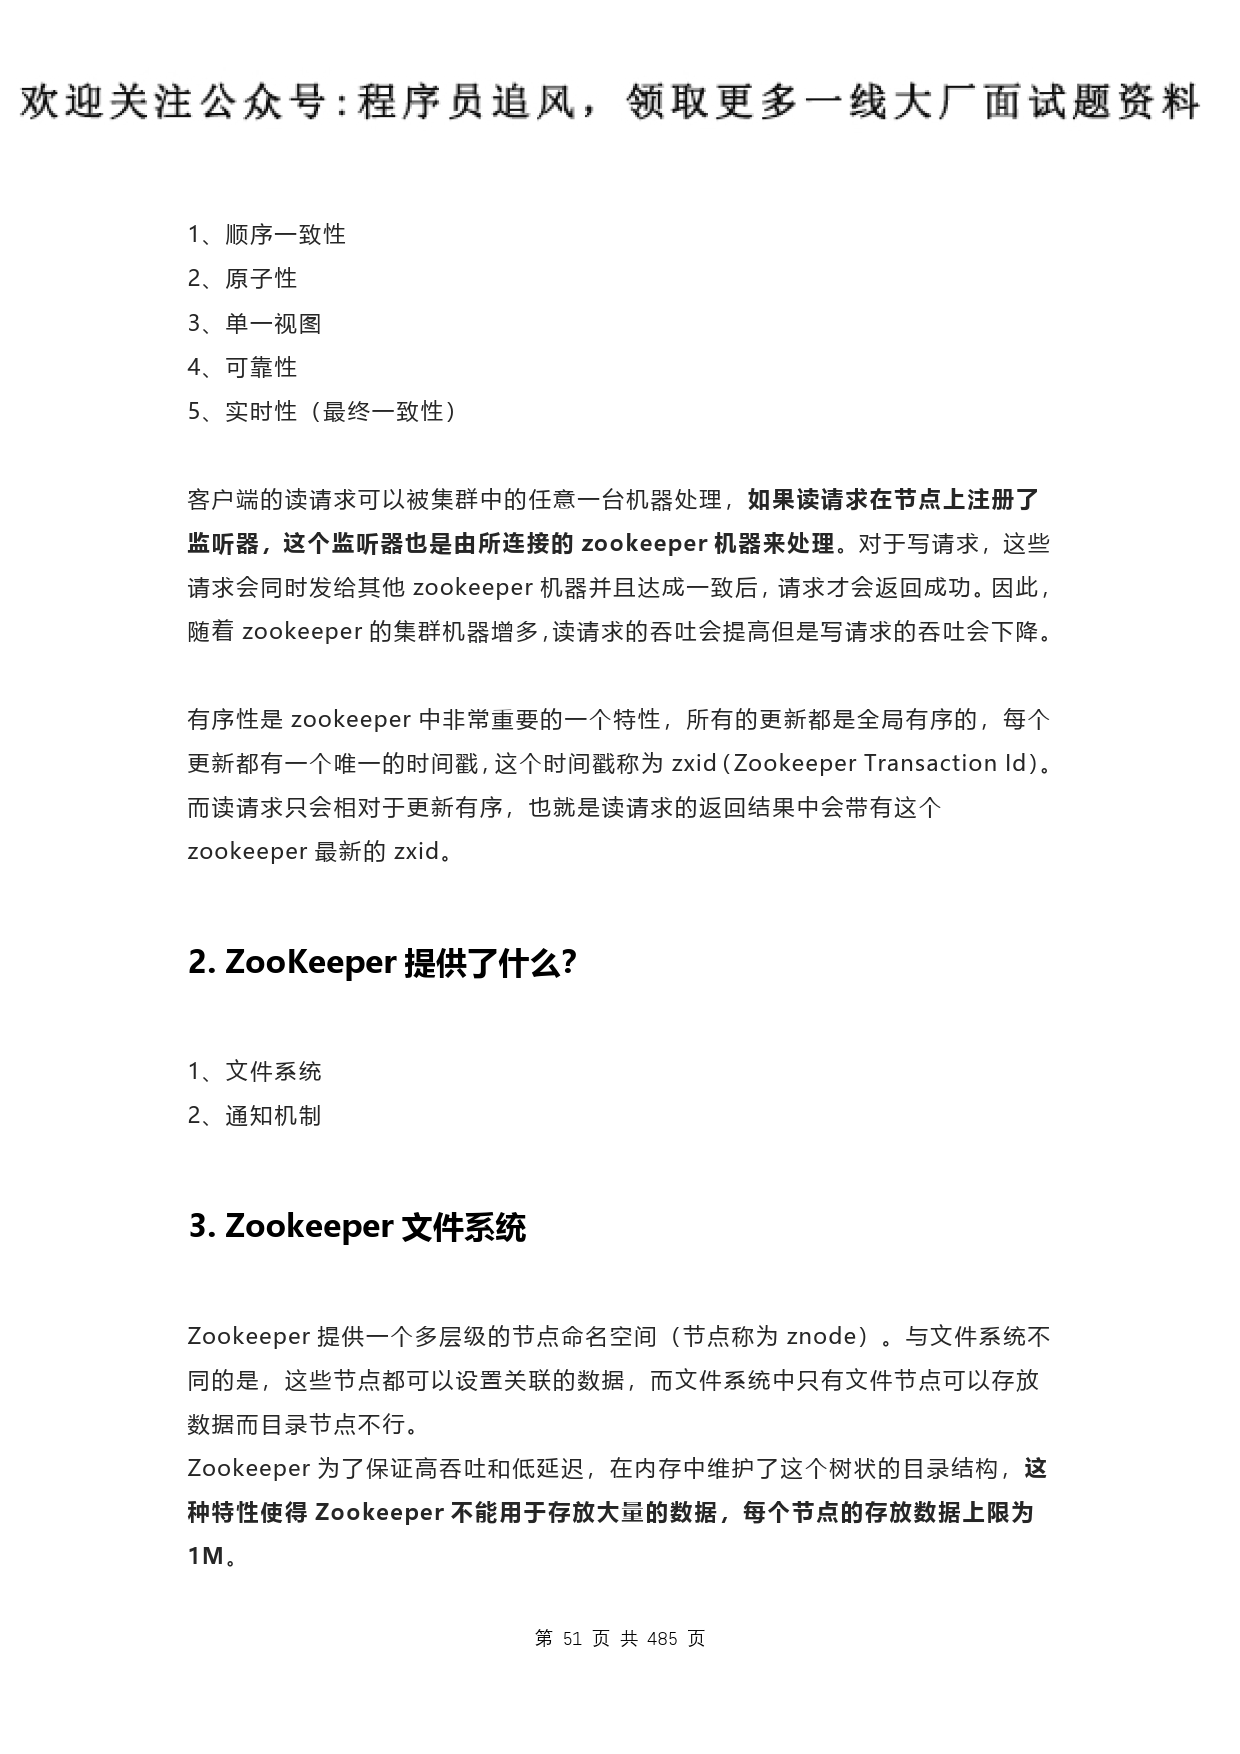 欢迎关注公众号:程序员追风，领取更多一线大厂面试题资料
1、顺序一致性
2、原子性
3、单一视图
4、可靠性
5、实时性（最终一致性）
客户端的读请求可以被集群中的任意一台机器处理，如果读请求在节点上注册了
监听器，这个监听器也是由所连接的 zookeeper 机器来处理。对于写请求，这些
请求会同时发给其他 zookeeper 机器并且达成一致后，请求才会返回成功。因此，
随着 zookeeper 的集群机器增多，读请求的吞吐会提高但是写请求的吞吐会下降。
有序性是 zookeeper 中非常重要的一个特性，所有的更新都是全局有序的，每个
更新都有一个唯一的时间戳，这个时间戳称为 zxid（Zookeeper Transaction Id）。
而读请求只会相对于更新有序，也就是读请求的返回结果中会带有这个
zookeeper 最新的 zxid。
2. ZooKeeper 提供了什么？
1、文件系统
2、通知机制
3. Zookeeper 文件系统
Zookeeper 提供一个多层级的节点命名空间（节点称为 znode）。与文件系统不
同的是，这些节点都可以设置关联的数据，而文件系统中只有文件节点可以存放
数据而目录节点不行。
Zookeeper 为了保证高吞吐和低延迟，在内存中维护了这个树状的目录结构，这
种特性使得 Zookeeper 不能用于存放大量的数据，每个节点的存放数据上限为
1M。
第 51 页 共 485 页